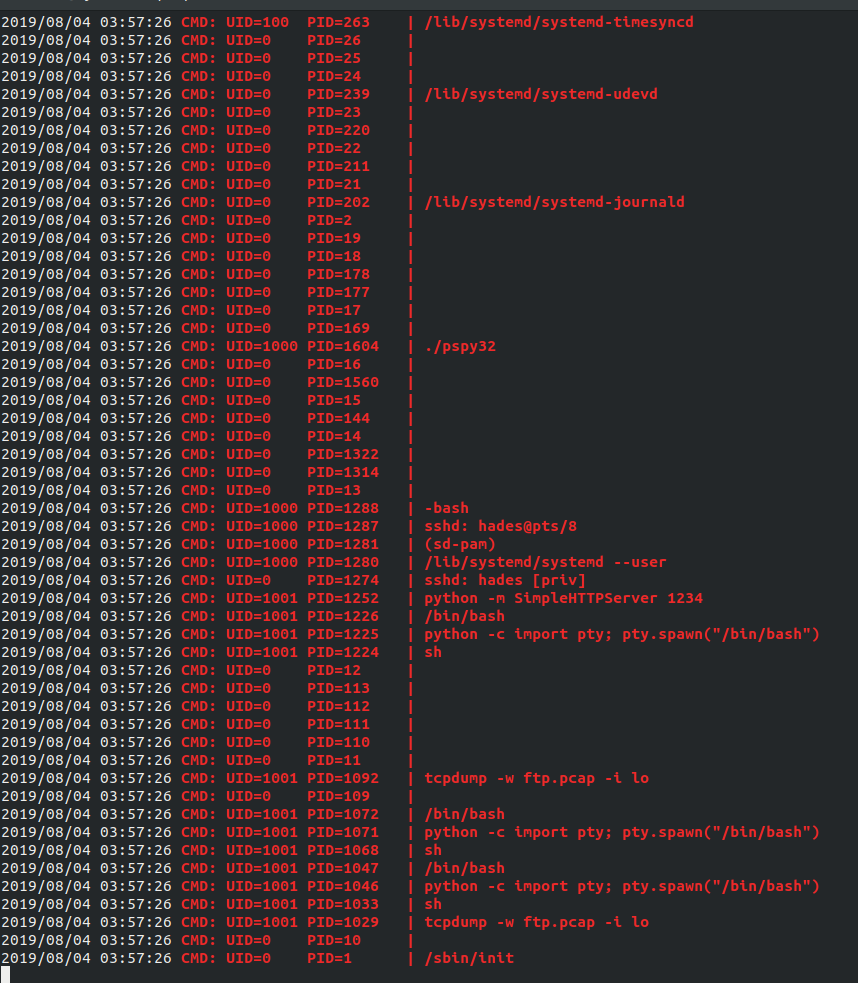 2019/08/04 03:57:26 CMD: UID=100 PID=263 | /lib/systemd/systemd-timesyncd
2019/08/04 03:57:26 CMD: UID=0 PID=26 |
2019/08/04 03:57:26 CMD: UID=0 PID=25 |
2019/08/04 03:57:26 CMD: UID=0 PID=24 |
2019/08/04 03:57:26 CMD: UID=0 PID=239 | /lib/systemd/systemd-udevd
2019/08/04 03:57:26 CMD: UID=0 PID=23 |
2019/08/04 03:57:26 CMD: UID=0 PID=220 |
2019/08/04 03:57:26 CMD: UID=0 PID=22 |
2019/08/04 03:57:26 CMD: UID=0 PID=211 |
2019/08/04 03:57:26 CMD: UID=0 PID=21 |
2019/08/04 03:57:26 CMD: UID=0 PID=202 | /lib/systemd/systemd-journald
2019/08/04 03:57:26 CMD: UID=0 PID=2 |
2019/08/04 03:57:26 CMD: UID=0 PID=19 |
2019/08/04 03:57:26 CMD: UID=0 PID=18 |
2019/08/04 03:57:26 CMD: UID=0 PID=178 |
2019/08/04 03:57:26 CMD: UID=0 PID=177 |
2019/08/04 03:57:26 CMD: UID=0 PID=17 |
2019/08/04 03:57:26 CMD: UID=0 PID=169 |
2019/08/04 03:57:26 CMD: UID=1000 PID=1604 | ./pspy32
2019/08/04 03:57:26 CMD: UID=0 PID=16 |
2019/08/04 03:57:26 CMD: UID=0 PID=1560 |
2019/08/04 03:57:26 CMD: UID=0 PID=15 |
2019/08/04 03:57:26 CMD: UID=0 PID=144 |
2019/08/04 03:57:26 CMD: UID=0 PID=14 |
2019/08/04 03:57:26 CMD: UID=0 PID=1322 |
2019/08/04 03:57:26 CMD: UID=0 PID=1314 |
2019/08/04 03:57:26 CMD: UID=0 PID=13 |
2019/08/04 03:57:26 CMD: UID=1000 PID=1288 | -bash
2019/08/04 03:57:26 CMD: UID=1000 PID=1287 | sshd: hades@pts/8
2019/08/04 03:57:26 CMD: UID=1000 PID=1281 | (sd-pam)
2019/08/04 03:57:26 CMD: UID=1000 PID=1280 | /lib/systemd/systemd --user
2019/08/04 03:57:26 CMD: UID=0 PID=1274 | sshd: hades [priv]
2019/08/04 03:57:26 CMD: UID=1001 PID=1252 | python -m SimpleHTTPServer 1234
2019/08/04 03:57:26 CMD: UID=1001 PID=1226 | /bin/bash
2019/08/04 03:57:26 CMD: UID=1001 PID=1225 | python -c import pty; pty.spawn("/bin/bash")
2019/08/04 03:57:26 CMD: UID=1001 PID=1224 | sh
2019/08/04 03:57:26 CMD: UID=0 PID=12 |
2019/08/04 03:57:26 CMD: UID=0 PID=113 |
2019/08/04 03:57:26 CMD: UID=0 PID=112 |
2019/08/04 03:57:26 CMD: UID=0 PID=111 |
2019/08/04 03:57:26 CMD: UID=0 PID=110 |
2019/08/04 03:57:26 CMD: UID=0 PID=11 |
2019/08/04 03:57:26 CMD: UID=1001 PID=1092 | tcpdump -w ftp.pcap -i lo
2019/08/04 03:57:26 CMD: UID=0 PID=109 |
2019/08/04 03:57:26 CMD: UID=1001 PID=1072 | /bin/bash
2019/08/04 03:57:26 CMD: UID=1001 PID=1071 | python -c import pty; pty.spawn("/bin/bash")
2019/08/04 03:57:26 CMD: UID=1001 PID=1068 | sh
2019/08/04 03:57:26 CMD: UID=1001 PID=1047 | /bin/bash
2019/08/04 03:57:26 CMD: UID=1001 PID=1046 | python -c import pty; pty.spawn("/bin/bash")
2019/08/04 03:57:26 CMD: UID=1001 PID=1033 | sh
2019/08/04 03:57:26 CMD: UID=1001 PID=1029 | tcpdump -w ftp.pcap -i lo
2019/08/04 03:57:26 CMD: UID=0 PID=10 |
2019/08/04 03:57:26 CMD: UID=0 PID=1 | /sbin/init